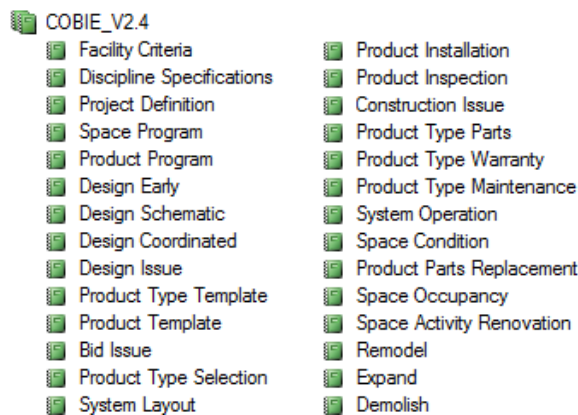 COBIE_V2.4
Facility Criteria
Discipline Specifications
Project Definition
Space Program
Product Program
Design Early
Design Schematic
Design Coordinated
Design Issue
Product Type Template
Product Template
Bid Issue
Product Type Selection
System Layout
Product Installation
Product Inspection
Construction Issue
Product Type Parts
Product Type Warranty
Product Type Maintenance
System Operation
Space Condition
Product Parts Replacement
Space Occupancy
Space Activity Renovation
Remodel
Expand
Demolish